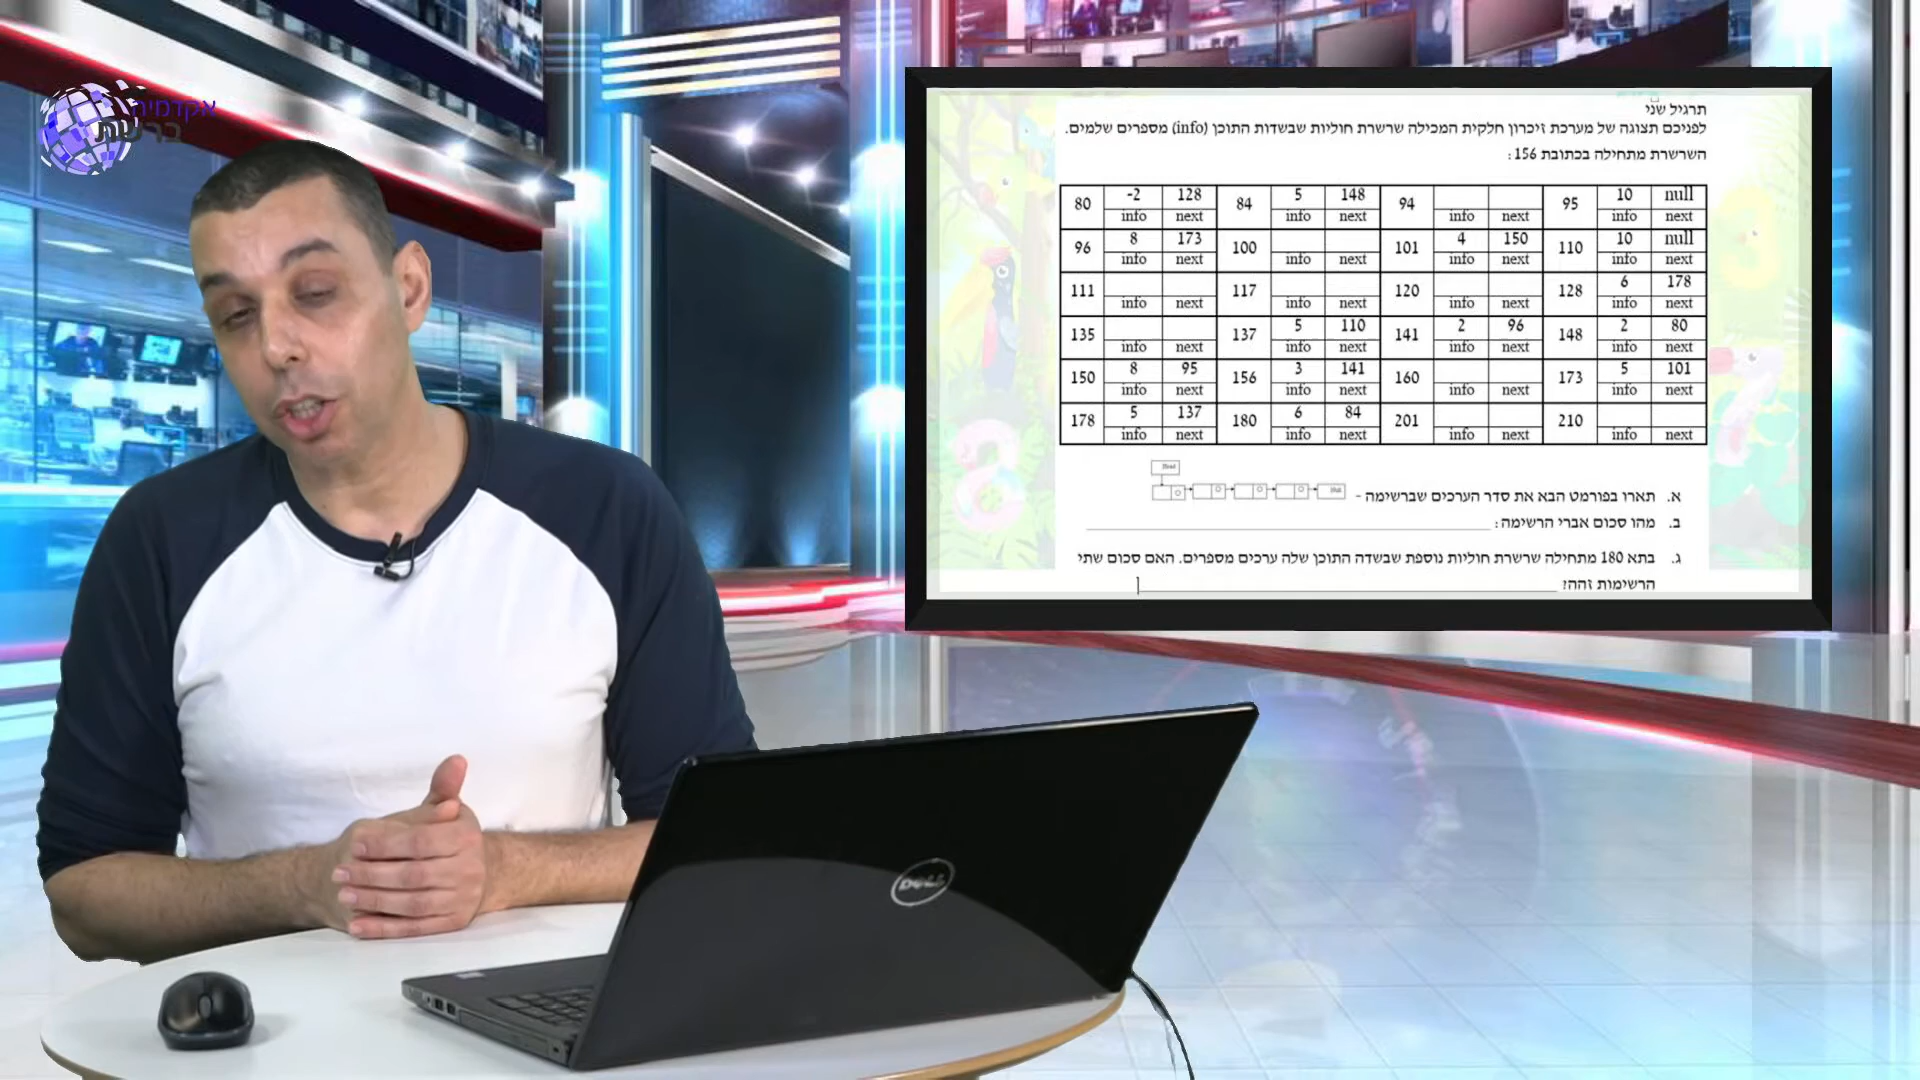 אקדמיה
ברשת
תרגיל שני
לפניכם תצוגה של מערכת זיכרון חלקית המכילה שרשרת חוליות שבשדות התוכן (info) מספרים שלמים.
השרשרת מתחילה בכתובת 156:
80 -2 128 84 5 148 94 95 10 null
info next info next info next info next
96 8 173 100 101 4 150 110 10 null
info next info next info next info next
111 117 120 128 6 178
info next info next info next info next
135 137 5 110 141 2 96 148 2 80
info next info next info next info next
150 8 95 156 3 141 160 173 5 101
info next info next info next info next
178 5 137 180 6 84 201 210
info next info next info next info next
א. תארו בפורמט הבא את סדר הערכים שברשימה -
ב. מהו סכום אברי הרשימה:
ג. בתא 180 מתחילה שרשרת חוליות נוספת שבשדה התוכן שלה ערכים מספרים. האם סכום שתי
הרשימות זהה?
DELL